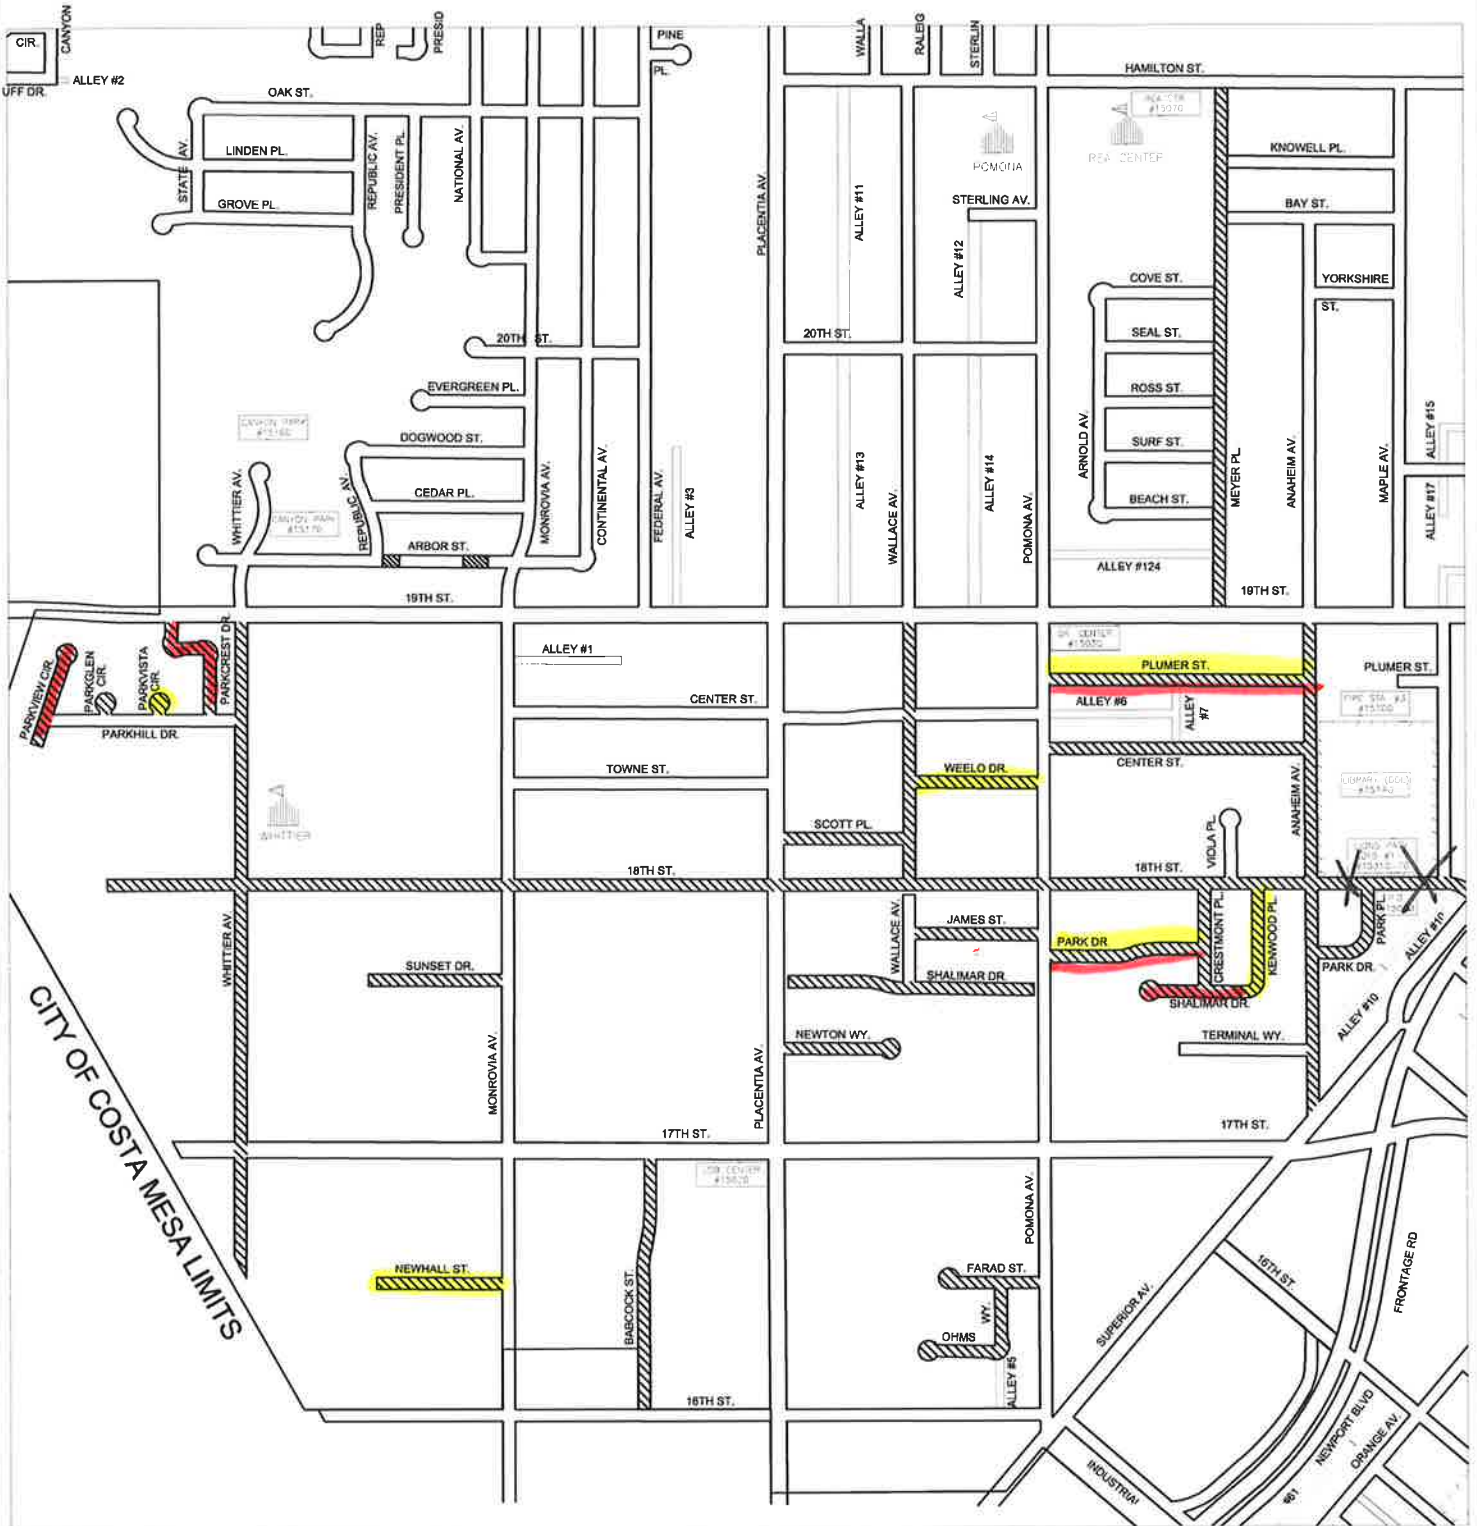 CIR.
CANYON
REP
PRESID
PINE
PL.
WALLA
RALEIG
STERLIN
ALLEY #2
UFF DR.
OAK ST.
HAMILTON ST.
STATE AV.
LINDEN PL.
REPUBLIC AV.
PRESIDENT PL.
NATIONAL AV.
GROVE PL.
PLACENTIA AV.
ALLEY #11
POMONA
REA CENTER
KNOWELL PL.
STERLING AV.
BAY ST.
ALLEY #12
COVE ST.
YORKSHIRE
ST.
20TH ST.
20TH ST.
SEAL ST.
EVERGREEN PL.
ROSS ST.
CANYON PARK
ARNOLD AV.
DOGWOOD ST.
SURF ST.
ALLEY #15
WHITTIER AV.
CEDAR PL.
MONROVIA AV.
CONTINENTAL AV.
FEDERAL AV.
ALLEY #3
ALLEY #13
WALLACE AV.
ALLEY #14
POMONA AV.
BEACH ST.
MEYER PL.
ANAHEIM AV.
MAPLE AV.
ALLEY #17
CANYON PARK
REPUBLIC AV.
ARBOR ST.
ALLEY #124
19TH ST.
19TH ST.
PARKVIEW CIR.
PARKGLEN
CIR.
PARKVISTA
CIR.
PARKCREST DR.
PARKHILL DR.
ALLEY #1
CENTER ST.
PLUMER ST.
PLUMER ST.
ALLEY #6
ALLEY
#7
TOWNE ST.
WEELO DR.
CENTER ST.
ANAHEIM AV.
WHITTIER
SCOTT PL.
VIOLA PL.
18TH ST.
18TH ST.
WHITTIER AV.
WALLACE AV.
JAMES ST.
PARK DR
CRESTMONT PL.
KENWOOD PL.
PARK PL.
ALLEY #10
SUNSET DR.
SHALIMAR DR.
PARK DR.
SHALIMAR DR.
ALLEY #10
CITY OF COSTA MESA LIMITS
MONROVIA AV.
PLACENTIA AV.
NEWTON WY.
TERMINAL WY.
17TH ST.
17TH ST.
JOB CENTER
POMONA AV.
NEWHALL ST.
BABCOCK ST.
FARAD ST.
WY.
OHMS
ALLEY #5
SUPERIOR AV.
16TH ST.
FRONTAGE RD
16TH ST.
NEWPORT BLVD
ORANGE AV.
INDUSTRIAL
#61